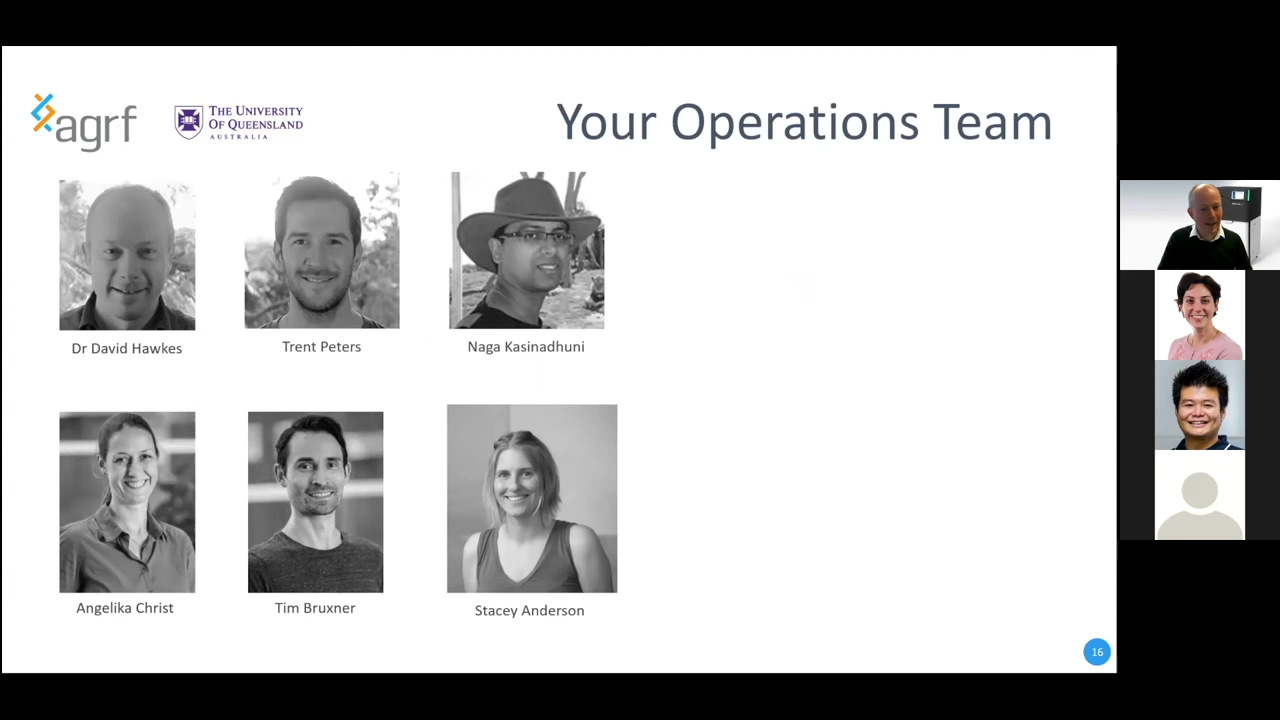 agrf
THE UNIVERSITY
OF QUEENSLAND
AUSTRALIA
Your Operations Team
Dr David Hawkes
Trent Peters
Naga Kasinadhuni
Angelika Christ
Tim Bruxner
Stacey Anderson
16